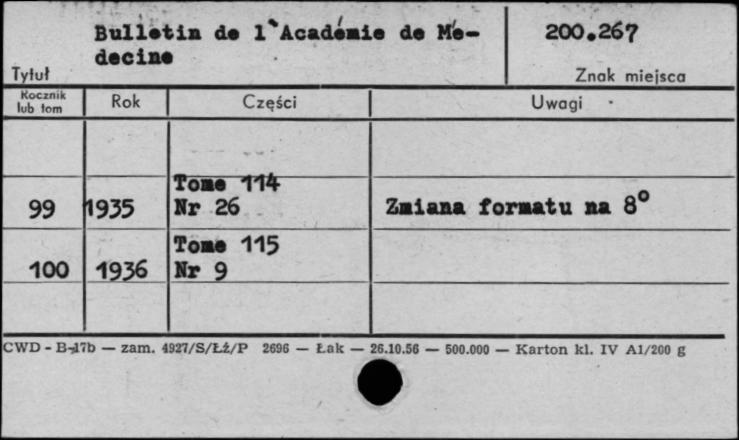 Bullétin de l`Académie de Mé-
decine
200.267
Tytuł
Znak miejsca
Rocznik
lub tom
Rok
Części
Uwagi
Tome 114
99 1935 Nr 26 Zmiana formatu na 8°
Tome 115
100 1936 Nr 9
CWD - B-17b — zam. 4927/S/Łż/P 2696 — Łak — 26.10.56 — 500.000 — Karton kl. IV A1/200 g